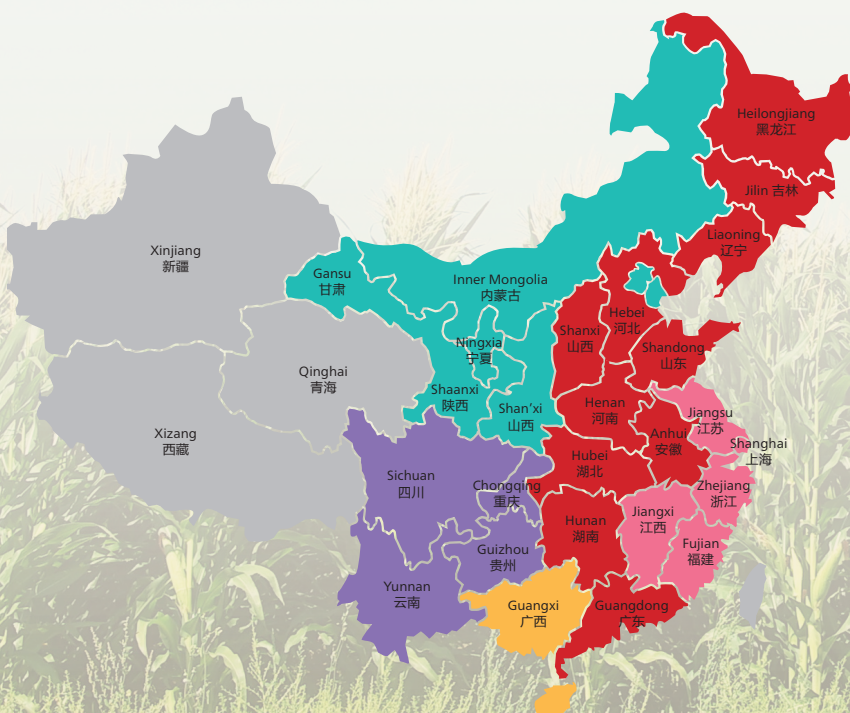 Heilongjiang
黑龙江
Jilin 吉林
Liaoning
辽宁
Xinjiang
新疆
Gansu
甘肃
Inner Mongolia
内蒙古
Hebei
河北
Shanxi
山西
Ningxia
宁夏
Shandong
山东
Qinghai
青海
Shaanxi
陕西
Shan'xi
山西
Henan
河南
Jiangsu
江苏
Xizang
西藏
Anhui
安徽
Shanghai
上海
Hubei
湖北
Sichuan
四川
Chongqing
重庆
Zhejiang
浙江
Jiangxi
江西
Hunan
湖南
Fujian
福建
Guizhou
贵州
Yunnan
云南
Guangxi
广西
Guangdong
广东